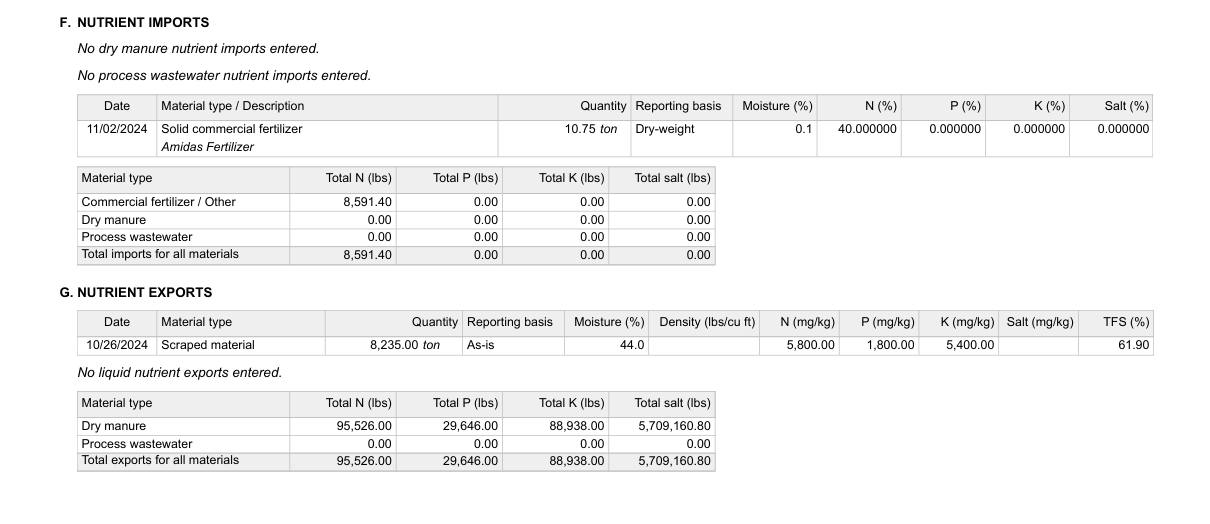 F. NUTRIENT IMPORTS
No dry manure nutrient imports entered.
No process wastewater nutrient imports entered.
Date Material type / Description Quantity Reporting basis Moisture (%) N (%) P (%) K (%) Salt (%)
11/02/2024 Solid commercial fertilizer 10.75 ton Dry-weight 0.1 40.000000 0.000000 0.000000 0.000000
Amidas Fertilizer
Material type Total N (lbs) Total P (lbs) Total K (lbs) Total salt (lbs)
Commercial fertilizer / Other 8,591.40 0.00 0.00 0.00
Dry manure 0.00 0.00 0.00 0.00
Process wastewater 0.00 0.00 0.00 0.00
Total imports for all materials 8,591.40 0.00 0.00 0.00
G. NUTRIENT EXPORTS
Date Material type Quantity Reporting basis Moisture (%) Density (lbs/cu ft) N (mg/kg) P (mg/kg) K (mg/kg) Salt (mg/kg) TFS (%)
10/26/2024 Scraped material 8,235.00 ton As-is 44.0 5,800.00 1,800.00 5,400.00 61.90
No liquid nutrient exports entered.
Material type Total N (lbs) Total P (lbs) Total K (lbs) Total salt (lbs)
Dry manure 95,526.00 29,646.00 88,938.00 5,709,160.80
Process wastewater 0.00 0.00 0.00 0.00
Total exports for all materials 95,526.00 29,646.00 88,938.00 5,709,160.80